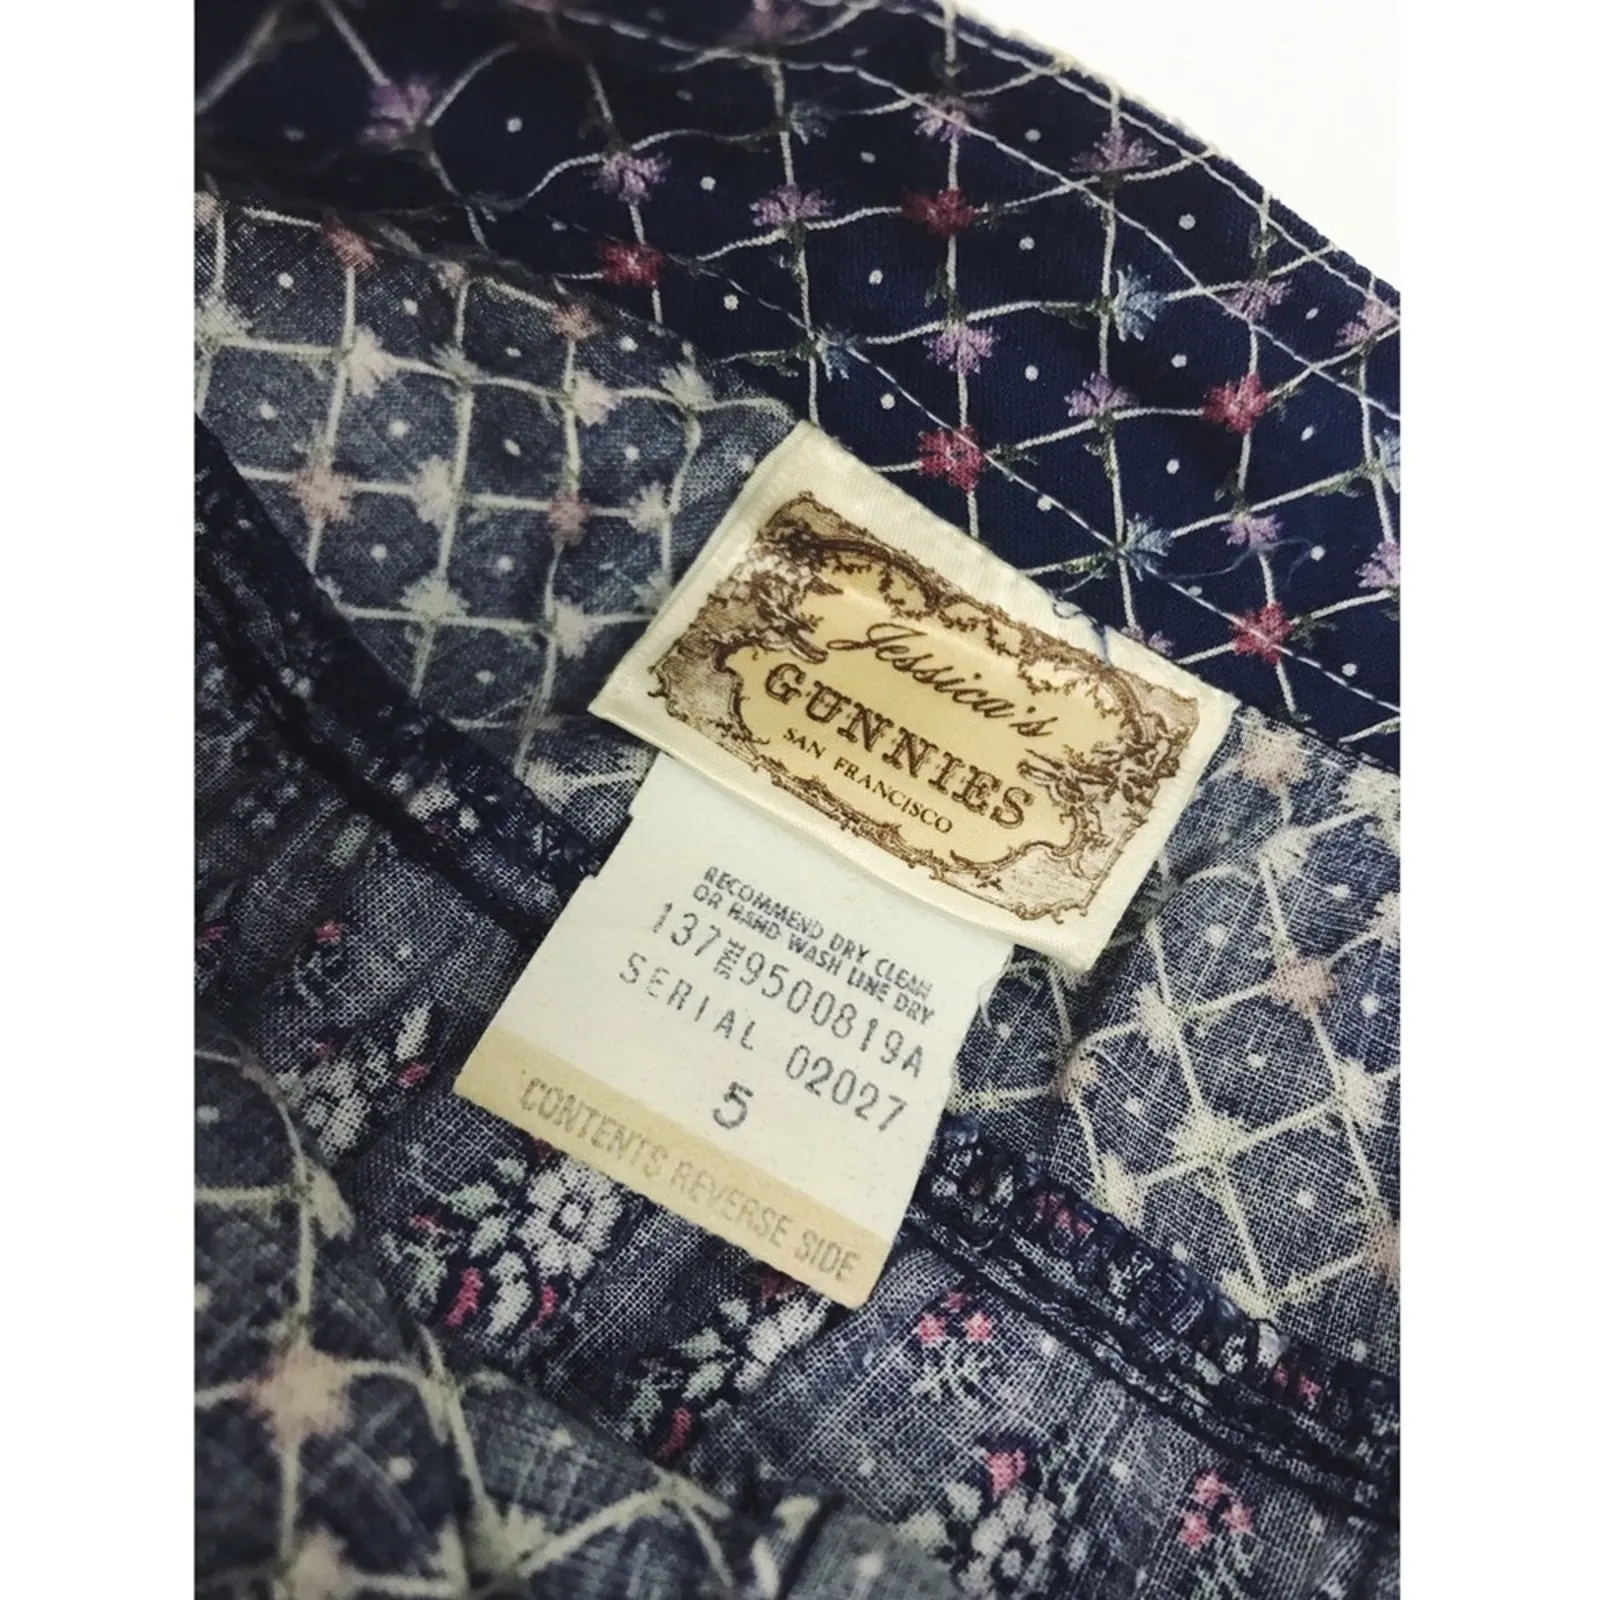 Jessica's
GUNNIES
SAN FRANCISCO
RECOMMEND DRY CLEAN
OR HAND WASH LINE DRY
137 STYLE 9500819A
SERIAL 02027
5
CONTENTS REVERSE SIDE